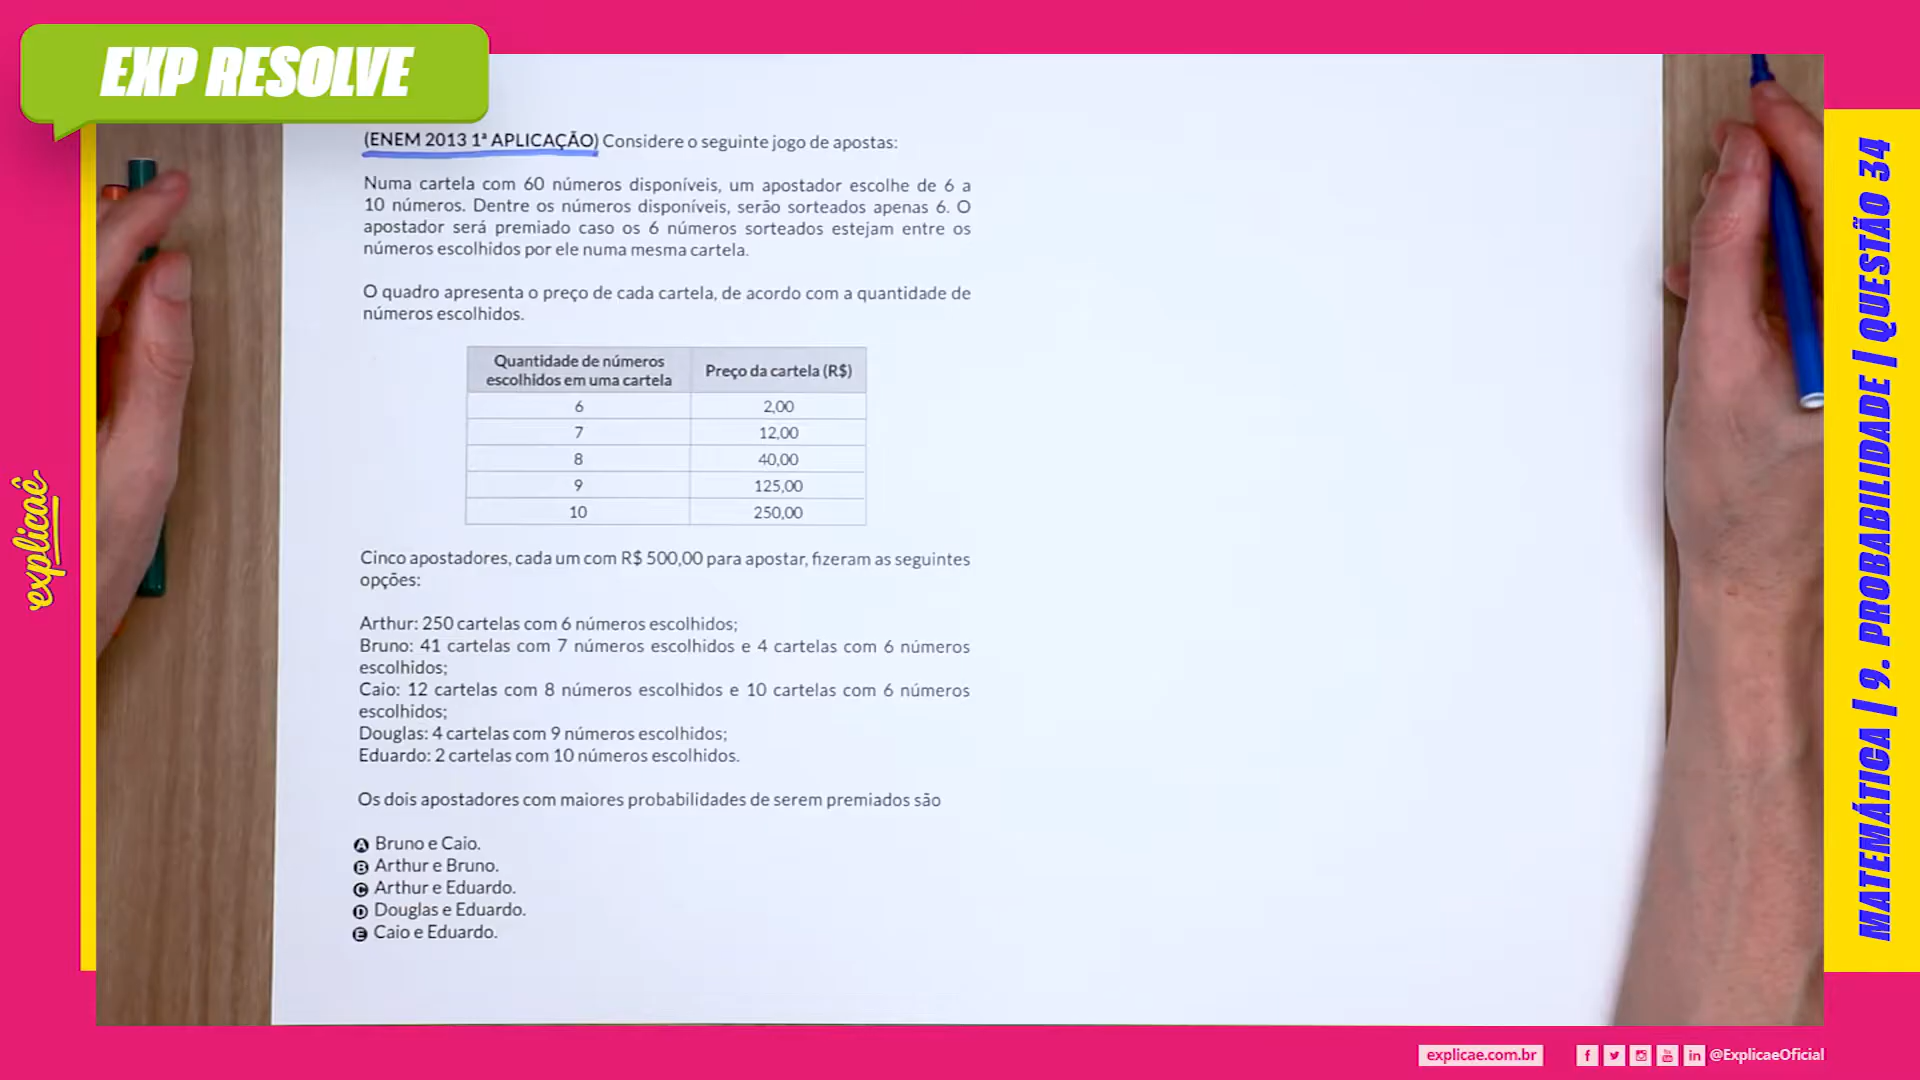 EXP RESOLVE
(ENEM 2013 1ª APLICAÇÃO) Considere o seguinte jogo de apostas:
Numa cartela com 60 números disponíveis, um apostador escolhe de 6 a
10 números. Dentre os números disponíveis, serão sorteados apenas 6. O
apostador será premiado caso os 6 números sorteados estejam entre os
números escolhidos por ele numa mesma cartela.
O quadro apresenta o preço de cada cartela, de acordo com a quantidade de
números escolhidos.
Quantidade de números
escolhidos em uma cartela
Preço da cartela (R$)
6 2,00
7 12,00
8 40,00
9 125,00
10 250,00
Cinco apostadores, cada um com R$ 500,00 para apostar, fizeram as seguintes
opções:
Arthur: 250 cartelas com 6 números escolhidos;
Bruno: 41 cartelas com 7 números escolhidos e 4 cartelas com 6 números
escolhidos;
Caio: 12 cartelas com 8 números escolhidos e 10 cartelas com 6 números
escolhidos;
Douglas: 4 cartelas com 9 números escolhidos;
Eduardo: 2 cartelas com 10 números escolhidos.
Os dois apostadores com maiores probabilidades de serem premiados são
A Bruno e Caio.
B Arthur e Bruno.
C Arthur e Eduardo.
D Douglas e Eduardo.
E Caio e Eduardo.
explicaê
MATEMÁTICA | 9. PROBABILIDADE | QUESTÃO 34
explicae.com.br
@ExplicaeOficial